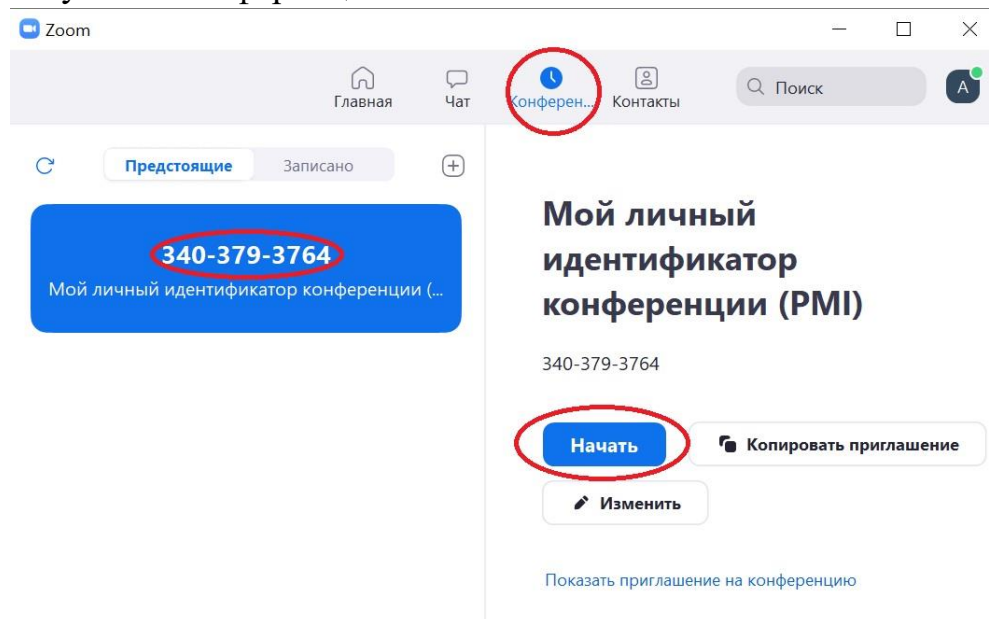 Zoom
Главная
Чат
Конферен...
Контакты
Поиск
А
Предстоящие
Записано
340-379-3764
Мой личный идентификатор конференции (...
Мой личный
идентификатор
конференции (PMI)
340-379-3764
Начать
Копировать приглашение
Изменить
Показать приглашение на конференцию